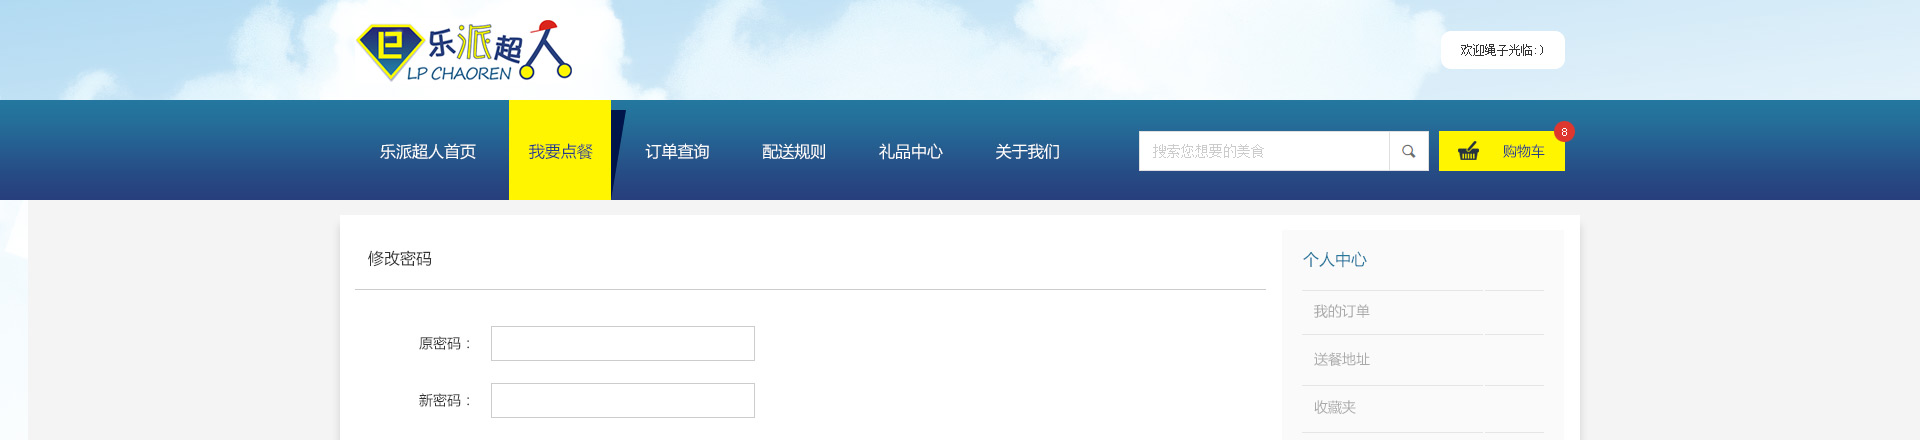 乐派超人
LP CHAOREN
欢迎绳子光临:)
乐派超人首页 我要点餐 订单查询 配送规则 礼品中心 关于我们 搜索您想要的美食 购物车 8
修改密码
原密码：
新密码：
个人中心
我的订单
送餐地址
收藏夹